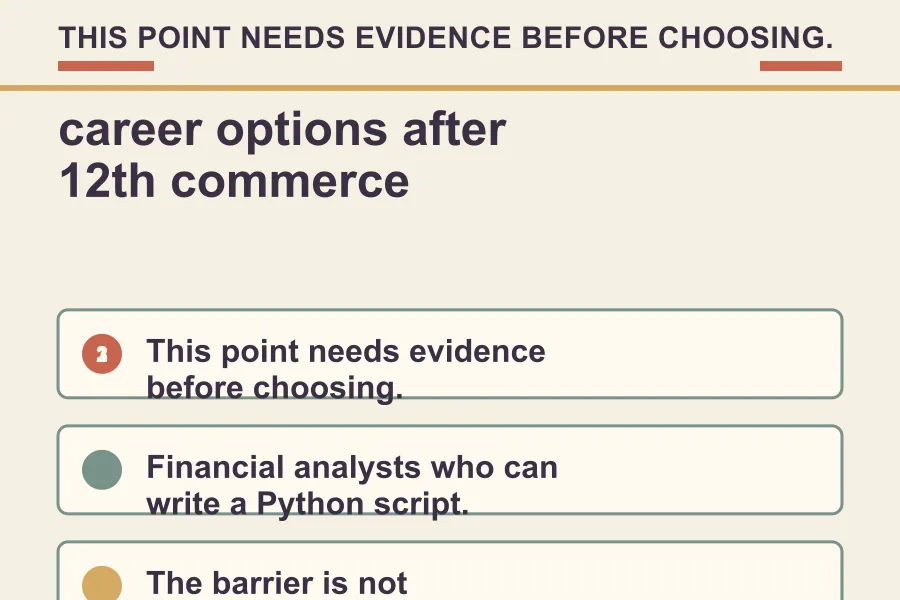 THIS POINT NEEDS EVIDENCE BEFORE CHOOSING.
career options after
12th commerce
This point needs evidence
before choosing.
Financial analysts who can
write a Python script.
The barrier is not